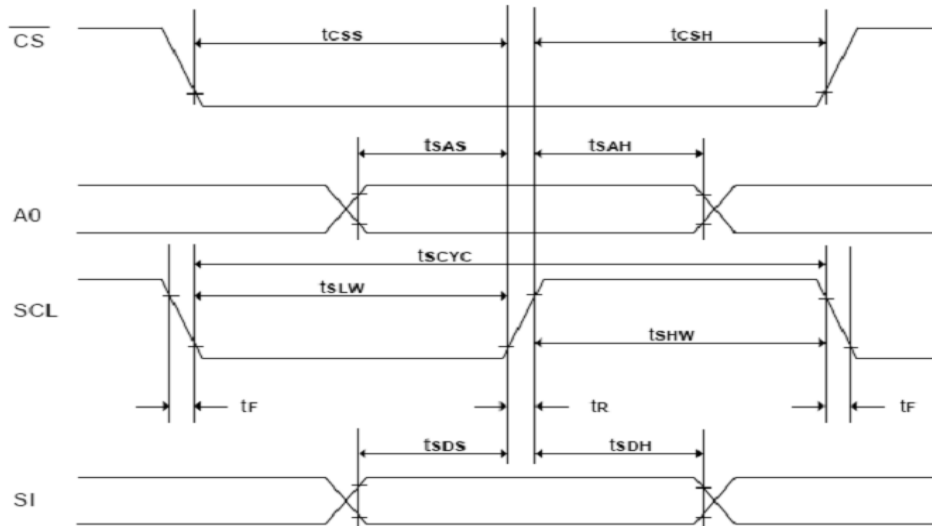 CS
tCSS
tCSH
tSAS
tSAH
A0
tSCYC
tSLW
SCL
tSHW
tF
tR
tF
tSDS
tSDH
SI